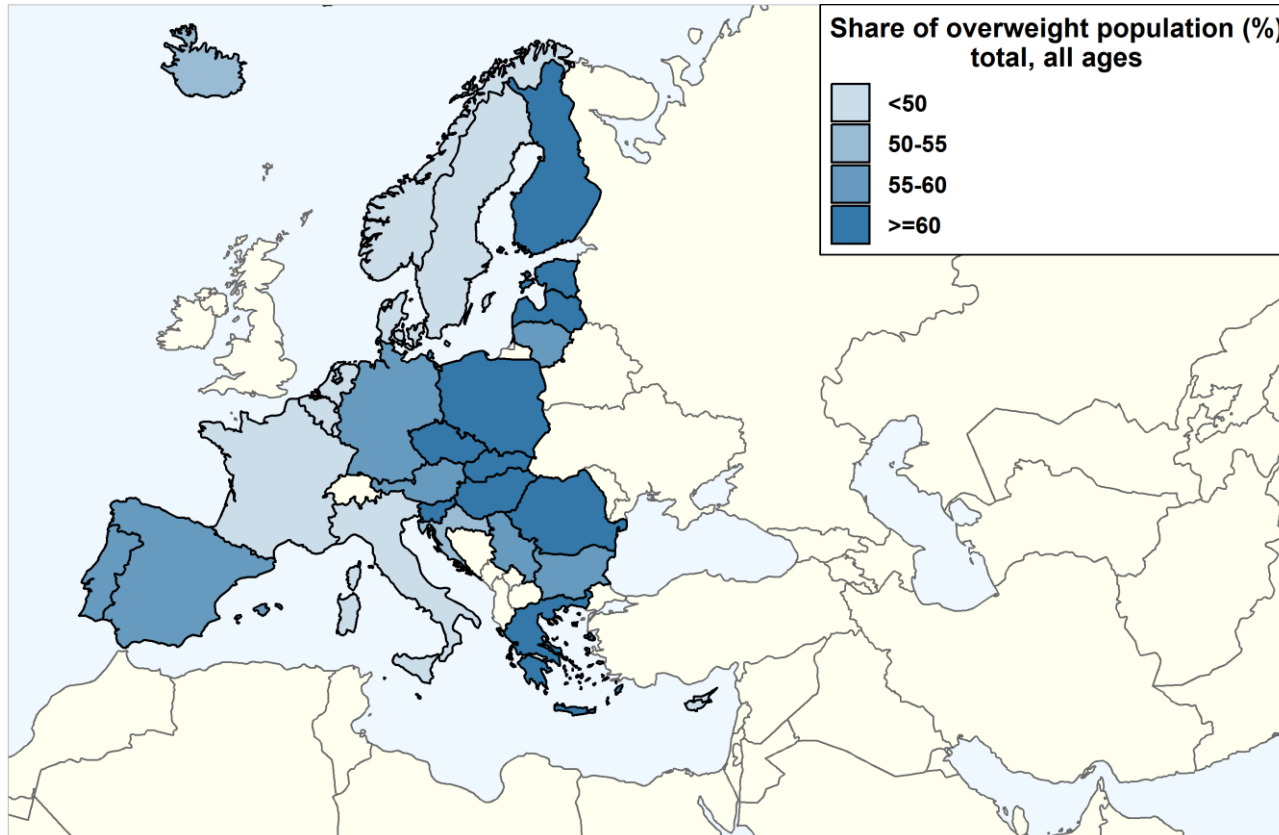 Share of overweight population (%)
total, all ages
<50
50-55
55-60
>=60